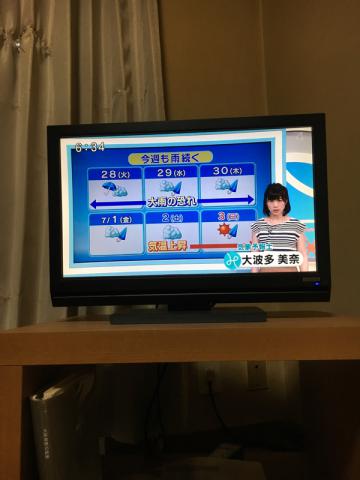 6:34
今週も雨続く
28(火) 29(水) 30(木)
大雨の恐れ
7/1(金) 2(土) 3(日)
気温上昇
気象予報士
大波多 美奈